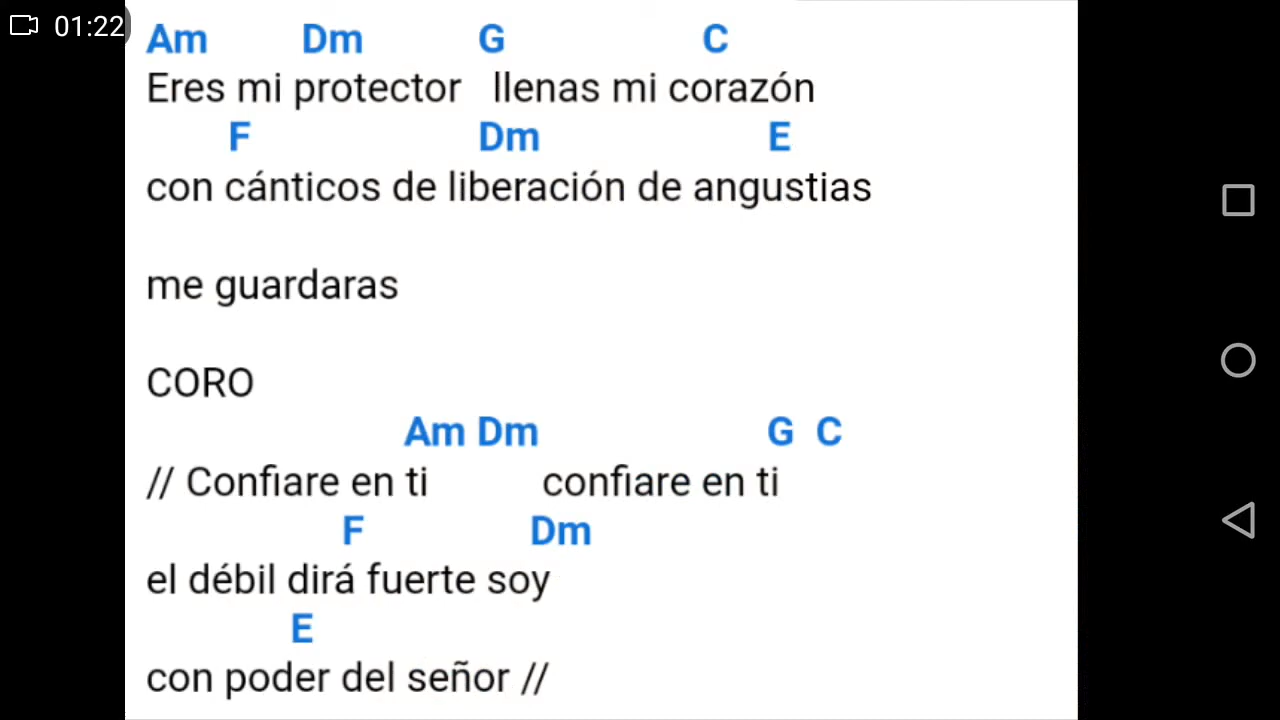 01:22
Am Dm G C
Eres mi protector llenas mi corazón
F Dm E
con cánticos de liberación de angustias
me guardaras
CORO
Am Dm G C
// Confiare en ti confiare en ti
F Dm
el débil dirá fuerte soy
E
con poder del señor //